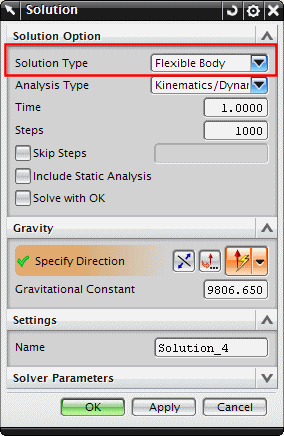 Solution
Solution Option
Solution Type Flexible Body
Analysis Type Kinematics/Dynar
Time 1.0000
Steps 1000
Skip Steps
Include Static Analysis
Solve with OK
Gravity
Specify Direction
Gravitational Constant 9806.650
Settings
Name Solution_4
Solver Parameters
OK Apply Cancel